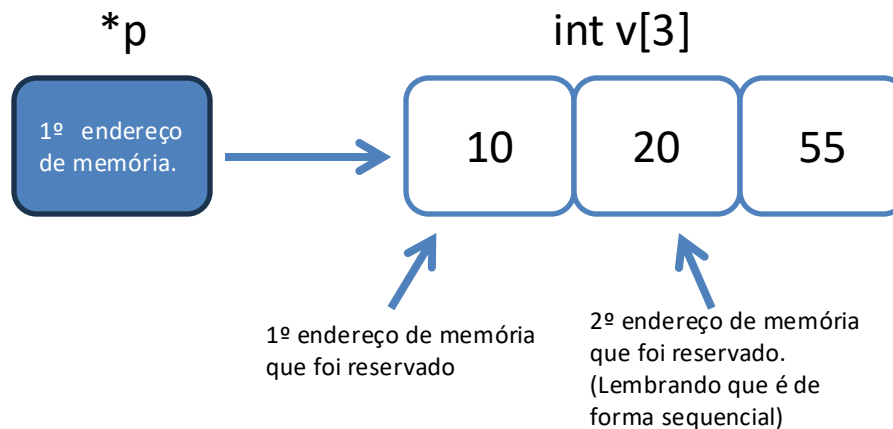 *p
int v[3]
1º endereço
de memória.
10
20
55
1º endereço de memória
que foi reservado
2º endereço de memória
que foi reservado.
(Lembrando que é de
forma sequencial)